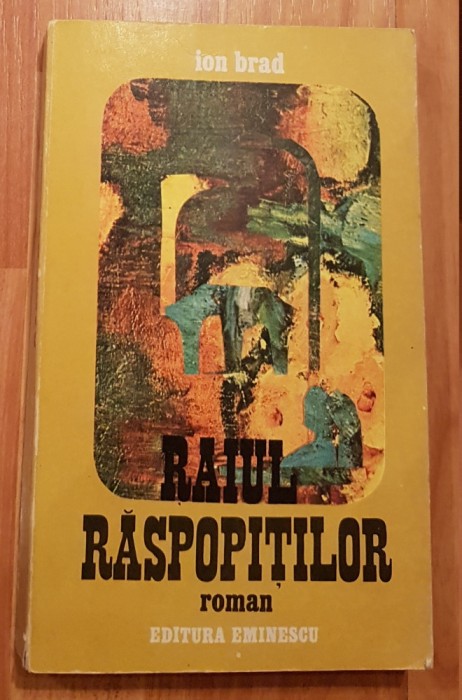 ion brad
RAIUL
RĂSPOPIȚILOR
roman
EDITURA EMINESCU